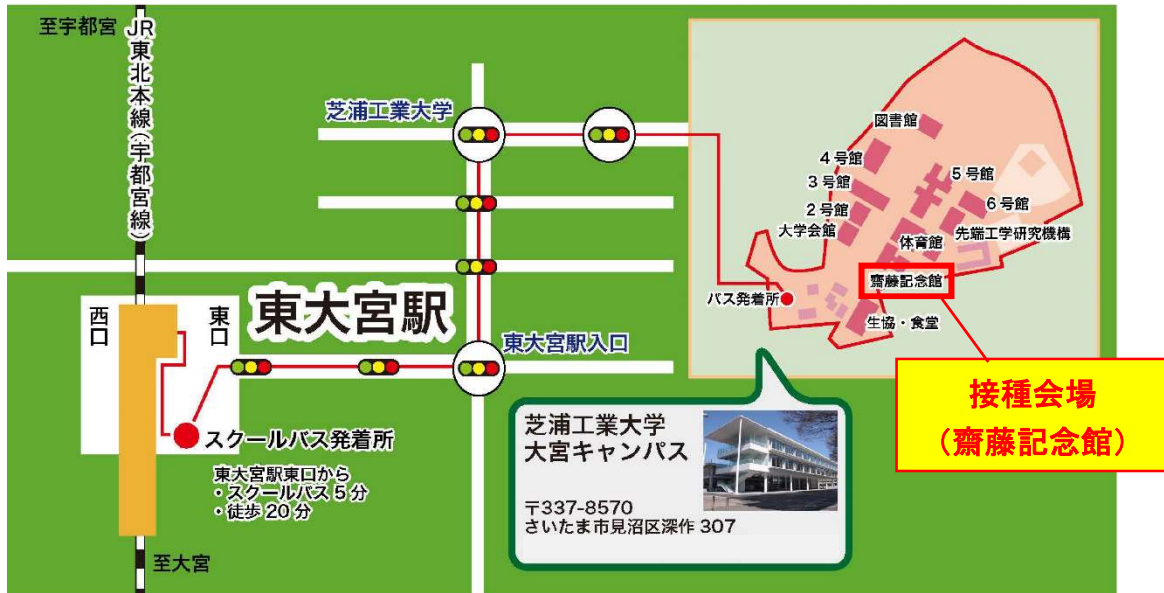 至宇都宮
JR東北本線(宇都宮線)
芝浦工業大学
図書館
4号館
3号館
2号館
大学会館
5号館
6号館
体育館
先端工学研究機構
齋藤記念館
バス発着所
生協・食堂
西口
東口
東大宮駅
東大宮駅入口
スクールバス発着所
東大宮駅東口から
・スクールバス5分
・徒歩20分
至大宮
芝浦工業大学
大宮キャンパス
〒337-8570
さいたま市見沼区深作 307
接種会場
(齋藤記念館)